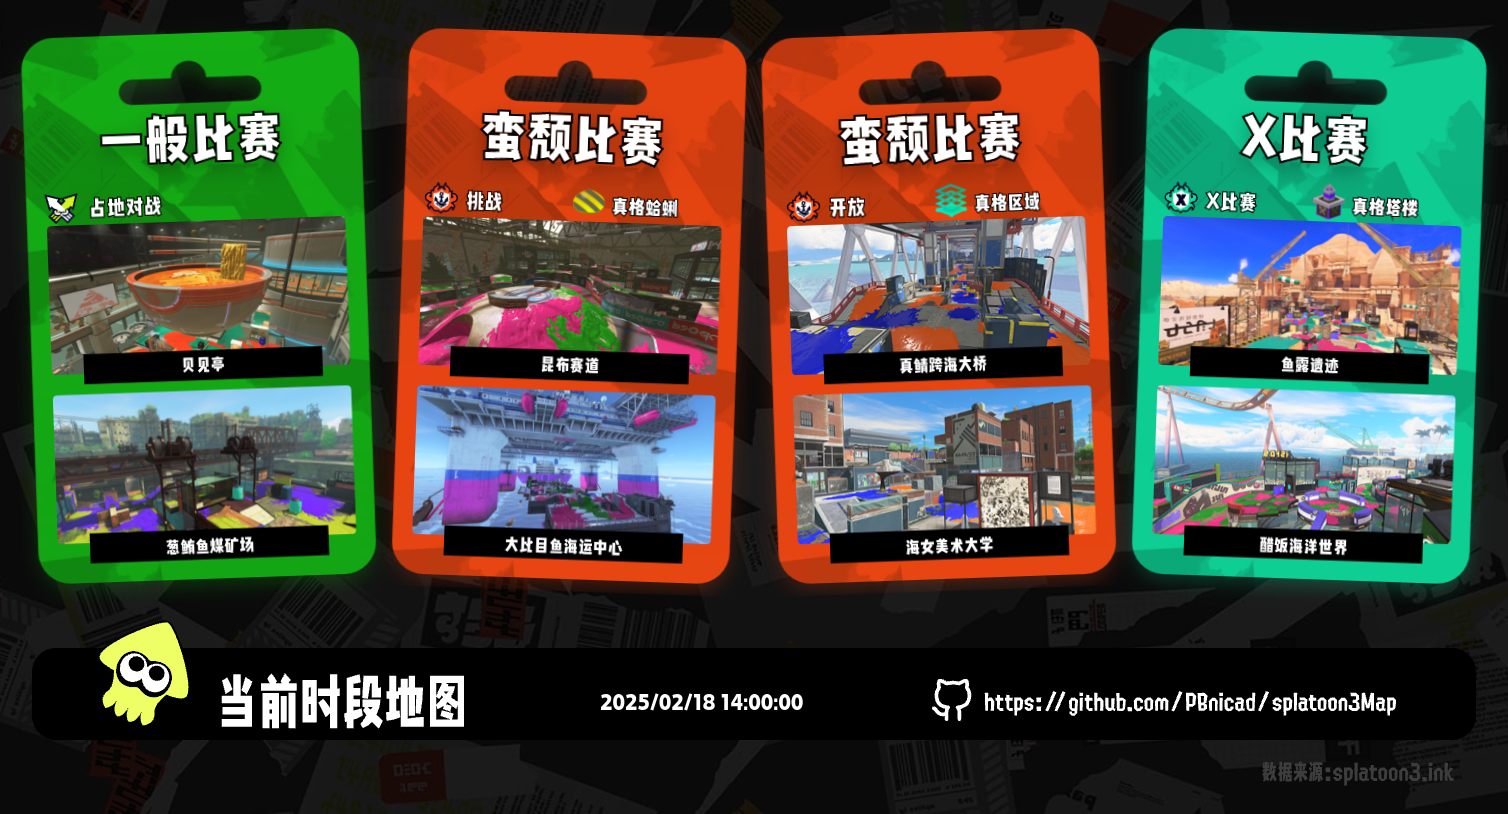 一般比赛
占地对战
贝贝亭
葱鲔鱼煤矿场
蛮颓比赛
挑战
真格蛤蜊
昆布赛道
大比目鱼海运中心
蛮颓比赛
开放
真格区域
真鲭跨海大桥
海女美术大学
X比赛
X比赛
真格塔楼
鱼露遗迹
醋饭海洋世界
当前时段地图
2025/02/18 14:00:00
https://github.com/PBnicad/splatoon3Map
数据来源:splatoon3.ink